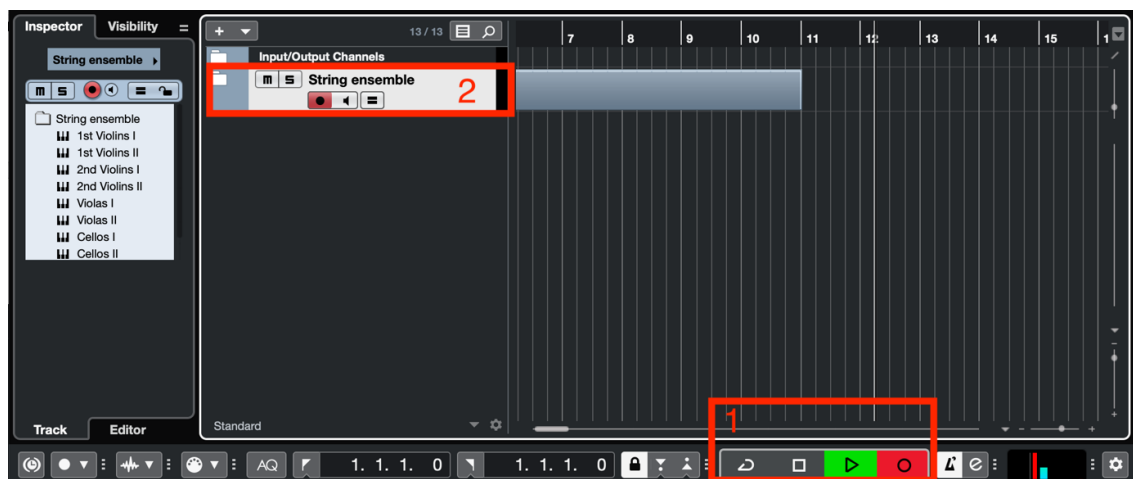 Inspector Visibility
String ensemble
m S
String ensemble
1st Violins I
1st Violins II
2nd Violins I
2nd Violins II
Violas I
Violas II
Cellos I
Cellos II
Track Editor
+ 13 / 13
Input/Output Channels
m S String ensemble
2
Standard
7 8 9 10 11 12 13 14 15 1
1
AQ 1. 1. 1. 0 1. 1. 1. 0 e